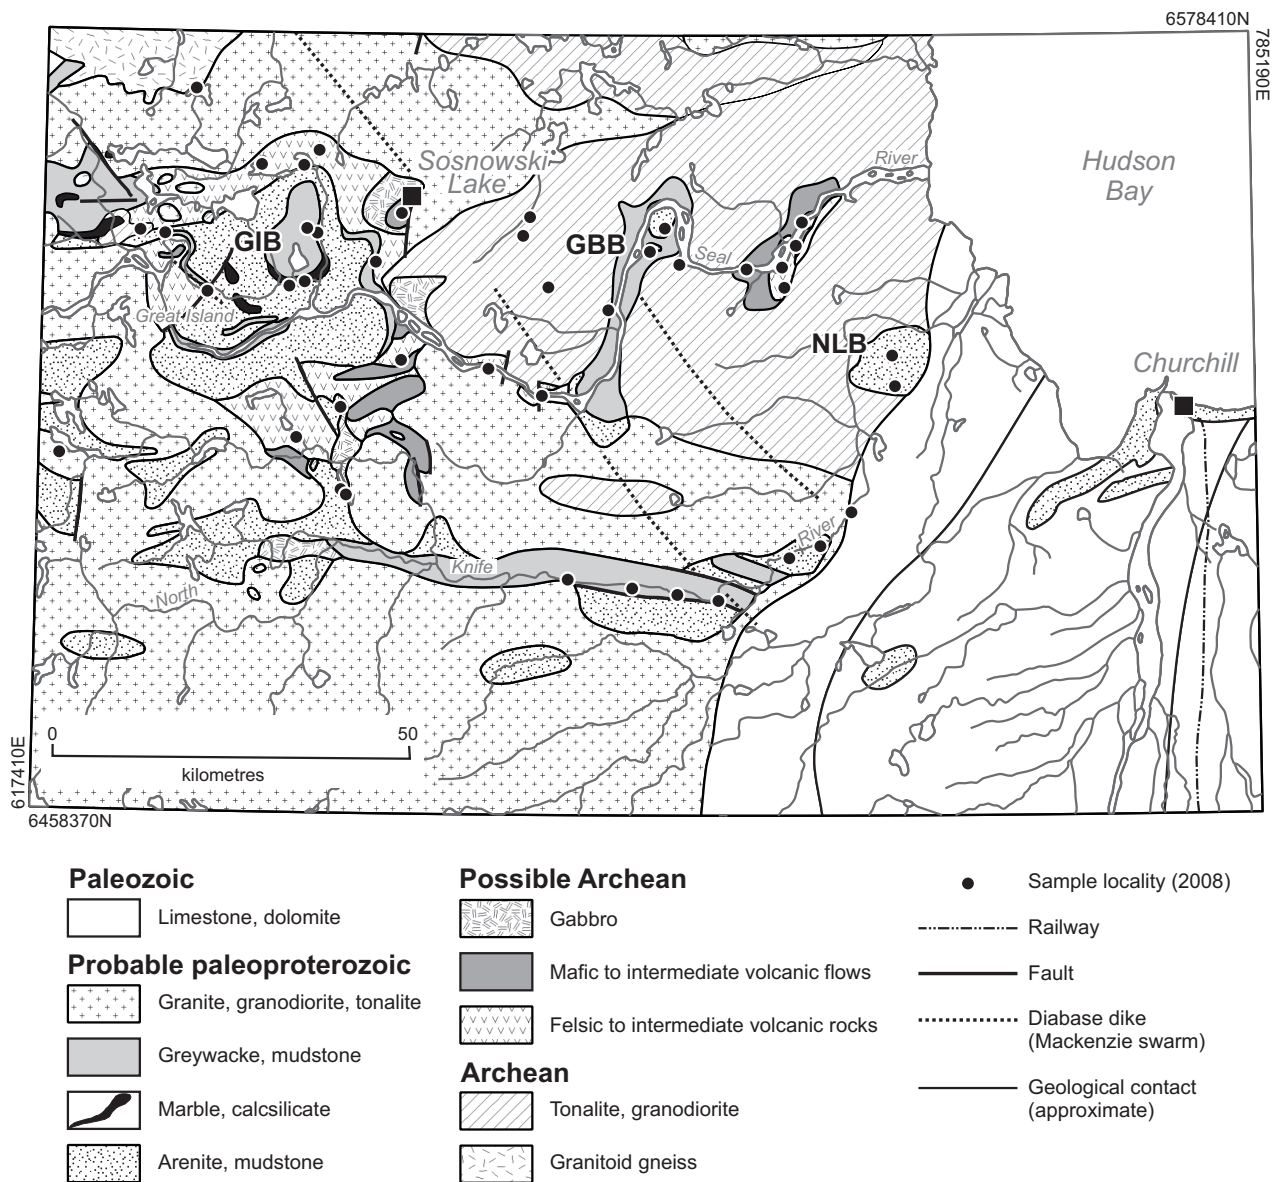 6578410N
785190E
Sosnowski
Lake
River
Hudson
Bay
GIB
GBB
Seal
Great Island
NLB
Churchill
River
Knife
North
0
50
kilometres
617410E
6458370N
Paleozoic
Limestone, dolomite
Probable paleoproterozoic
Granite, granodiorite, tonalite
Greywacke, mudstone
Marble, calcsilicate
Arenite, mudstone
Possible Archean
Gabbro
Mafic to intermediate volcanic flows
Felsic to intermediate volcanic rocks
Archean
Tonalite, granodiorite
Granitoid gneiss
Sample locality (2008)
Railway
Fault
Diabase dike
(Mackenzie swarm)
Geological contact
(approximate)